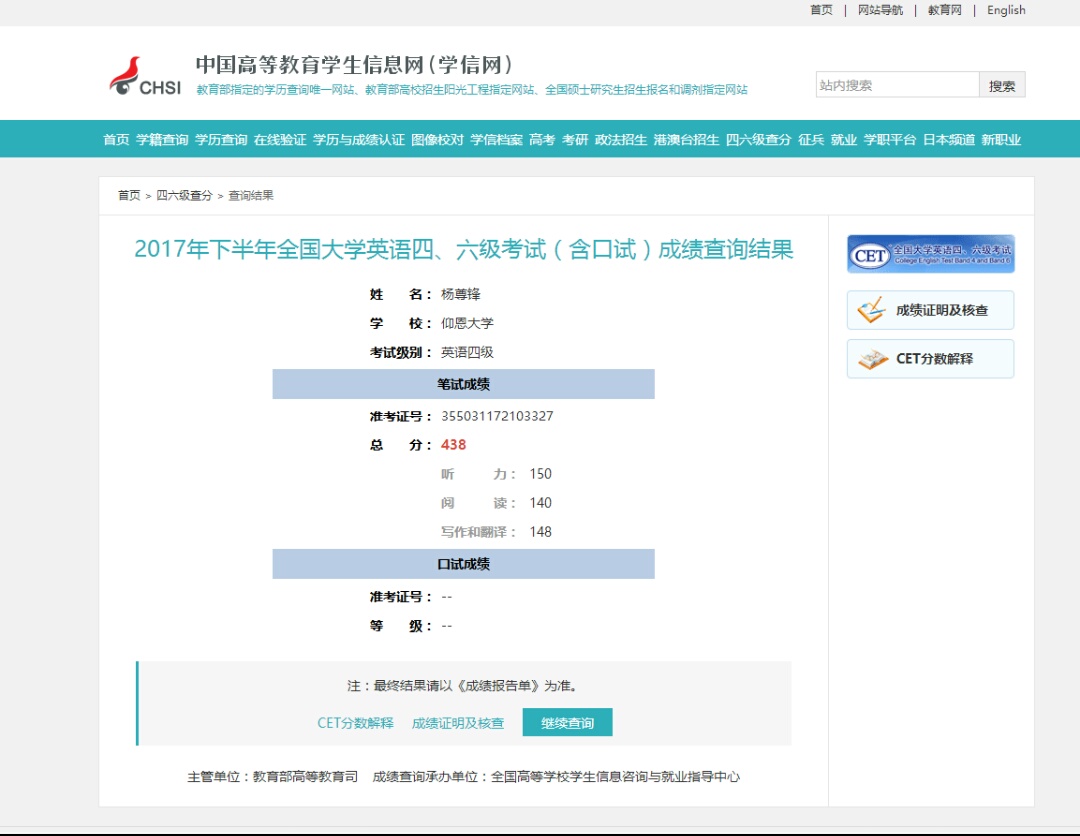 首页 | 网站导航 | 教育网 | English
中国高等教育学生信息网(学信网)
CHSI
教育部指定的学历查询唯一网站、教育部高校招生阳光工程指定网站、全国硕士研究生招生报名和调剂指定网站
站内搜索 搜索
首页 学籍查询 学历查询 在线验证 学历与成绩认证 图像校对 学信档案 高考 考研 政法招生 港澳台招生 四六级查分 征兵 就业 学职平台 日本频道 新职业
首页 > 四六级查分 > 查询结果
2017年下半年全国大学英语四、六级考试(含口试)成绩查询结果
姓 名: 杨尊锋
学 校: 仰恩大学
考试级别: 英语四级
笔试成绩
准考证号: 355031172103327
总 分: 438
听 力: 150
阅 读: 140
写作和翻译: 148
口试成绩
准考证号: --
等 级: --
注:最终结果请以《成绩报告单》为准。
CET分数解释 成绩证明及核查 继续查询
主管单位:教育部高等教育司 成绩查询承办单位:全国高等学校学生信息咨询与就业指导中心
CET 全国大学英语四、六级考试
College English Test Band 4 and Band 6
成绩证明及核查
CET分数解释